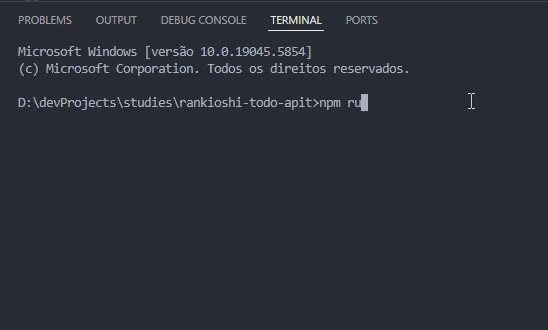 PROBLEMS OUTPUT DEBUG CONSOLE TERMINAL PORTS
Microsoft Windows [versão 10.0.19045.5854]
(c) Microsoft Corporation. Todos os direitos reservados.
D:\devProjects\studies\rankioshi-todo-apit>npm ru